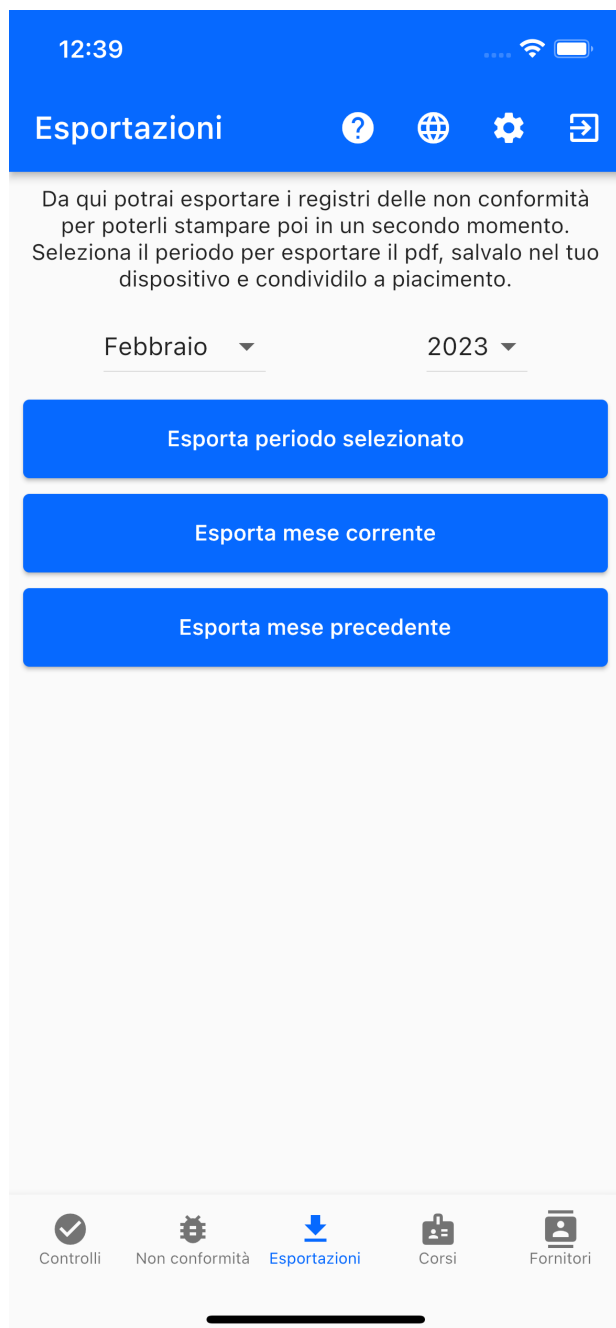 12:39
Esportazioni
Da qui potrai esportare i registri delle non conformità
per poterli stampare poi in un secondo momento.
Seleziona il periodo per esportare il pdf, salvalo nel tuo
dispositivo e condividilo a piacimento.
Febbraio 2023
Esporta periodo selezionato
Esporta mese corrente
Esporta mese precedente
Controlli Non conformità Esportazioni Corsi Fornitori